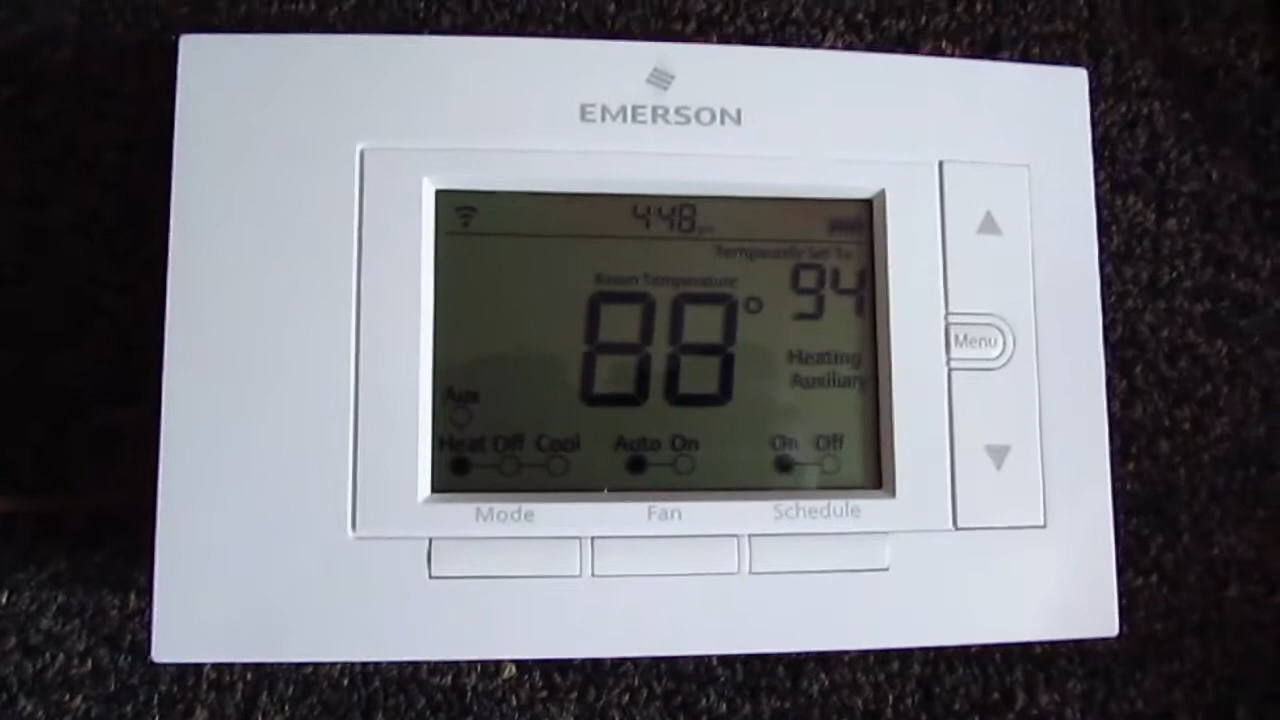 EMERSON
4:48 pm
Temporarily Set To
94
Room Temperature
88°
Heating
Auxiliary
Menu
Aux
Heat Off Cool
Auto On
On Off
Mode
Fan
Schedule